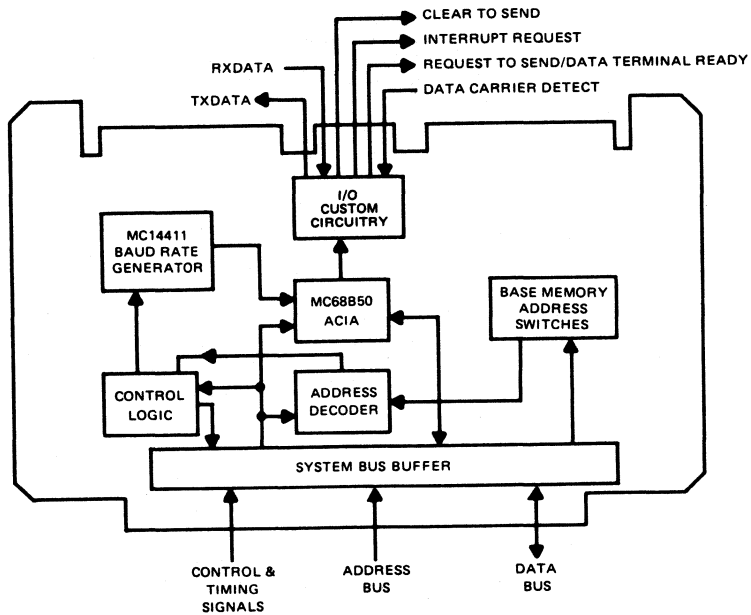 CLEAR TO SEND
INTERRUPT REQUEST
RXDATA
REQUEST TO SEND/DATA TERMINAL READY
TXDATA
DATA CARRIER DETECT
I/O
CUSTOM
CIRCUITRY
MC14411
BAUD RATE
GENERATOR
MC68B50
ACIA
BASE MEMORY
ADDRESS
SWITCHES
CONTROL
LOGIC
ADDRESS
DECODER
SYSTEM BUS BUFFER
CONTROL &
TIMING
SIGNALS
ADDRESS
BUS
DATA
BUS